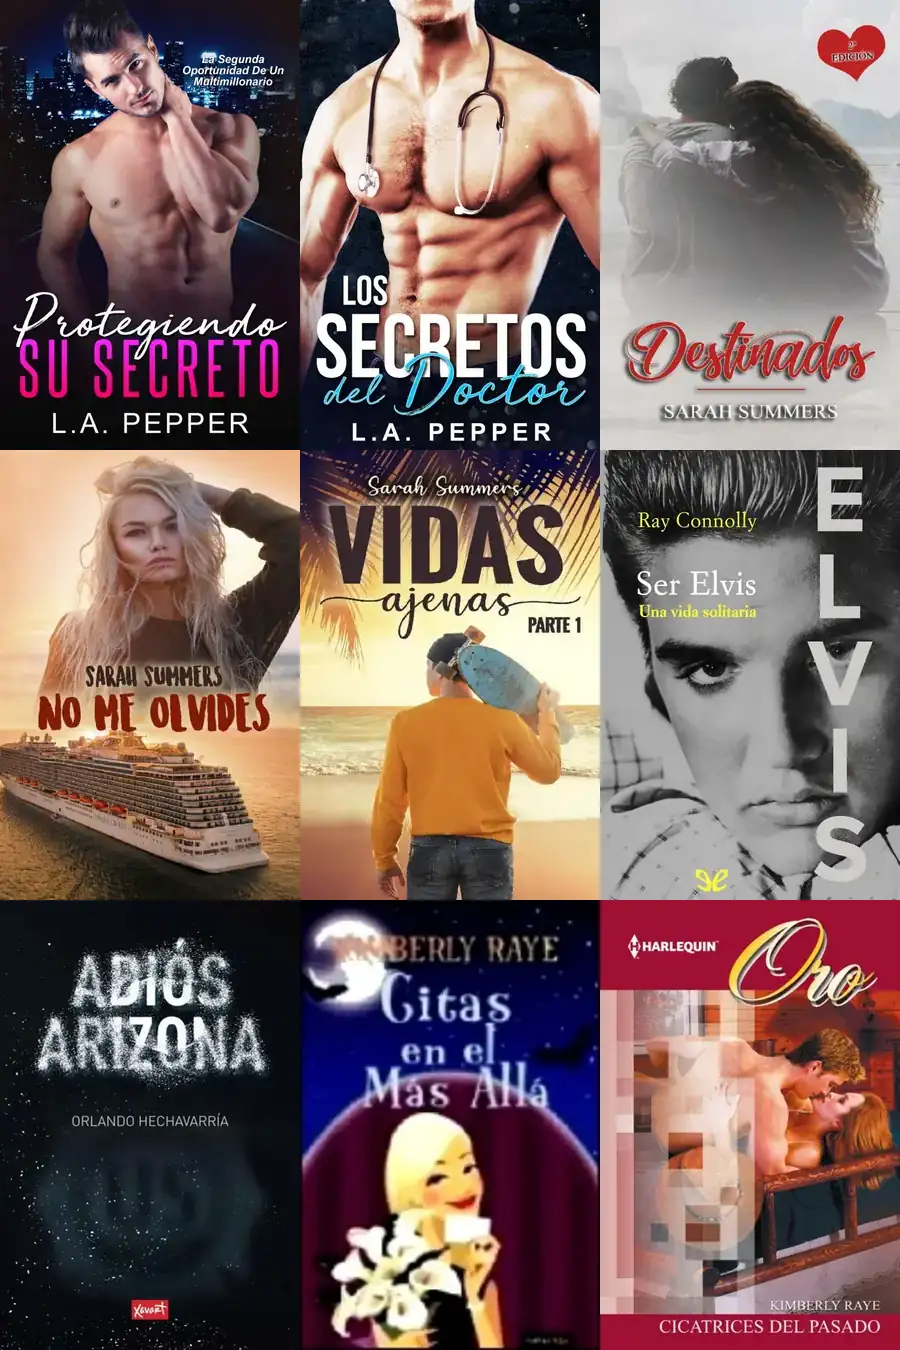 La Segunda
Oportunidad De Un
Multimillonario
Protegiendo
SU SECRETO
L.A. PEPPER
LOS
SECRETOS
del Doctor
L.A. PEPPER
2ª
EDICIÓN
Destinados
SARAH SUMMERS
SARAH SUMMERS
NO ME OLVIDES
Sarah Summers
VIDAS
ajenas
PARTE 1
ELVIS
Ray Connolly
Ser Elvis
Una vida solitaria
ADIÓS
ARIZONA
ORLANDO HECHAVARRÍA
xavart
KIMBERLY RAYE
Citas
en el
Más Allá
HARLEQUIN
Oro
KIMBERLY RAYE
CICATRICES DEL PASADO